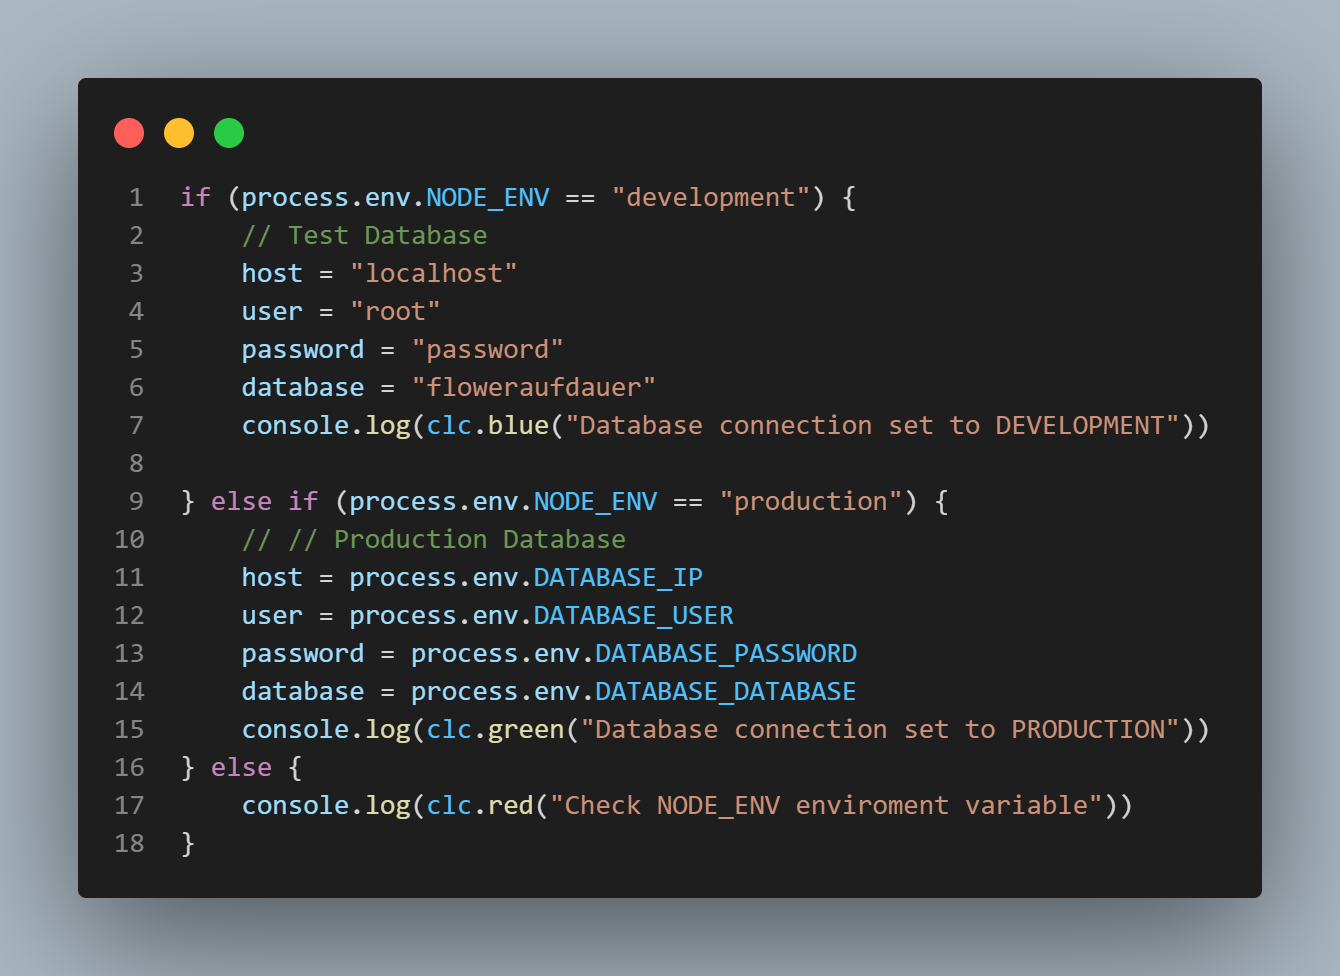 1 if (process.env.NODE_ENV == "development") {
2     // Test Database
3     host = "localhost"
4     user = "root"
5     password = "password"
6     database = "floweraufdauer"
7     console.log(clc.blue("Database connection set to DEVELOPMENT"))
8
9 } else if (process.env.NODE_ENV == "production") {
10     // // Production Database
11     host = process.env.DATABASE_IP
12     user = process.env.DATABASE_USER
13     password = process.env.DATABASE_PASSWORD
14     database = process.env.DATABASE_DATABASE
15     console.log(clc.green("Database connection set to PRODUCTION"))
16 } else {
17     console.log(clc.red("Check NODE_ENV enviroment variable"))
18 }